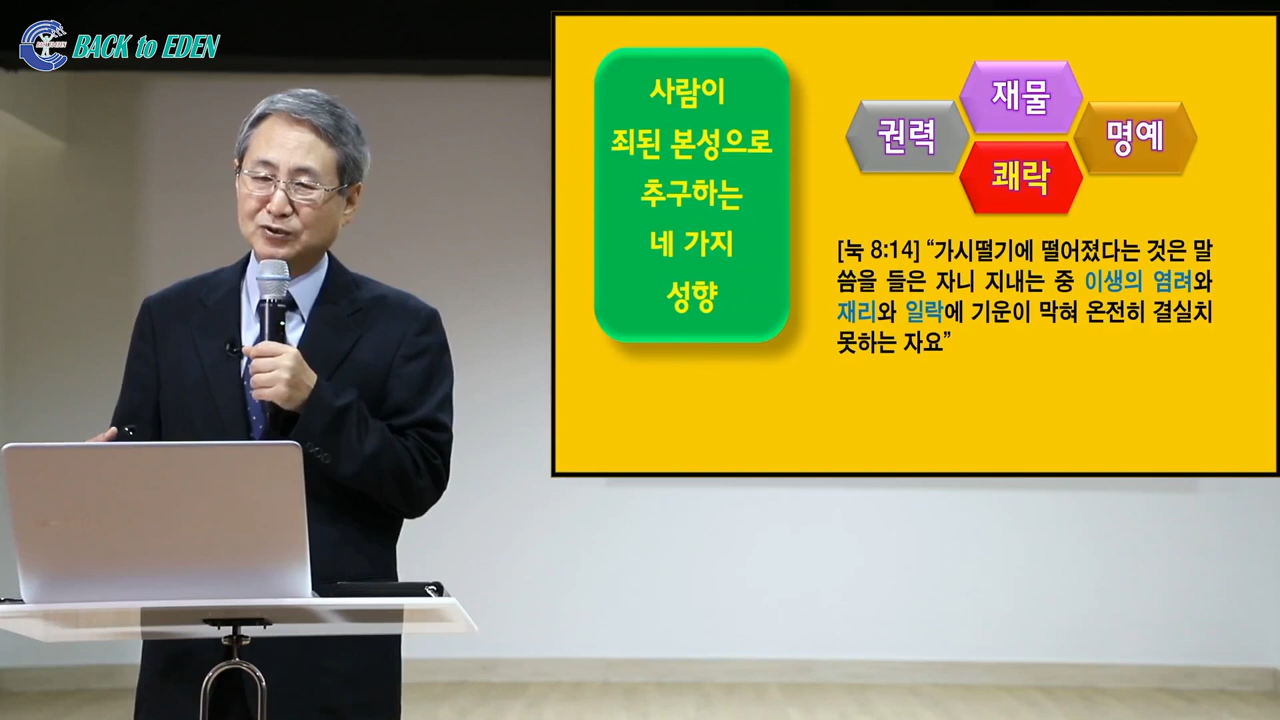 BACK to EDEN
사람이
죄된 본성으로
추구하는
네 가지
성향
재물
권력
명예
쾌락
[눅 8:14] “가시떨기에 떨어졌다는 것은 말
씀을 들은 자니 지내는 중 이생의 염려와
재리와 일락에 기운이 막혀 온전히 결실치
못하는 자요”